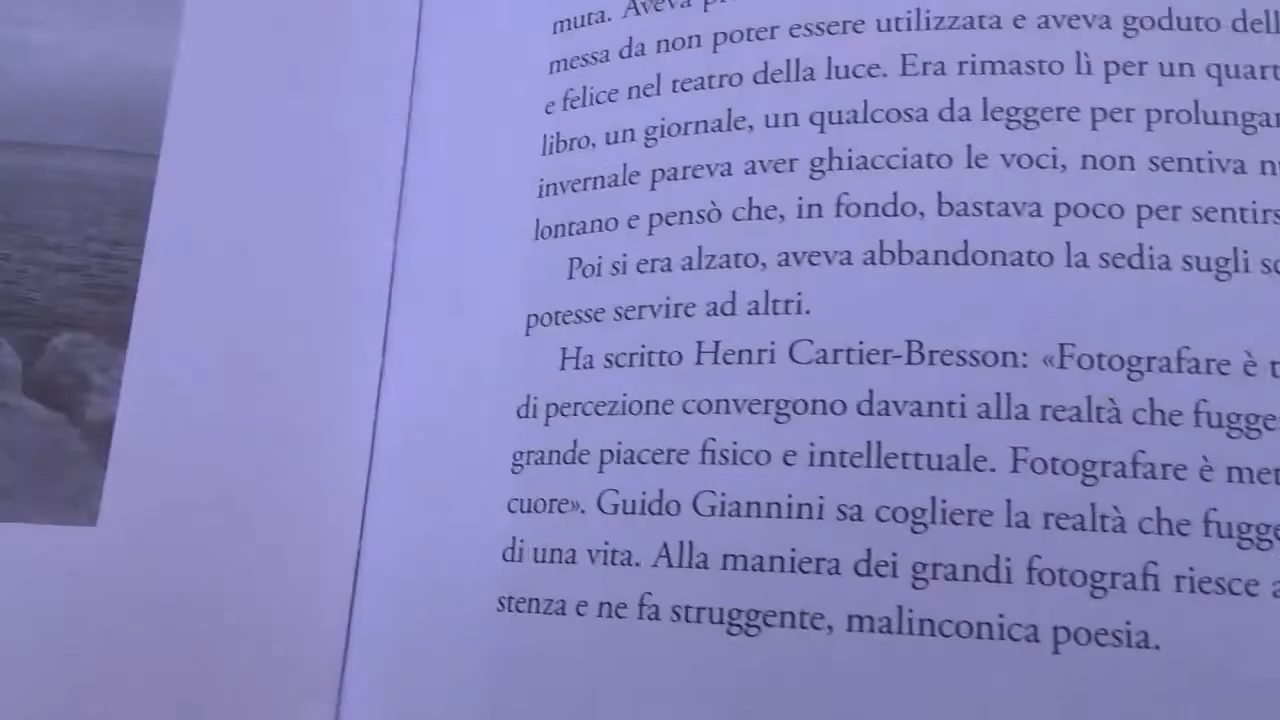 muta. Aveva
messa da non poter essere utilizzata e aveva goduto dell
e felice nel teatro della luce. Era rimasto lì per un quart
libro, un giornale, un qualcosa da leggere per prolungar
invernale pareva aver ghiacciato le voci, non sentiva
lontano e pensò che, in fondo, bastava poco per sentirs
Poi si era alzato, aveva abbandonato la sedia sugli
potesse servire ad altri.
Ha scritto Henri Cartier-Bresson: «Fotografare è
di percezione convergono davanti alla realtà che fugge
grande piacere fisico e intellettuale. Fotografare è met
cuore». Guido Giannini sa cogliere la realtà che fugge
di una vita. Alla maniera dei grandi fotografi riesce
stenza e ne fa struggente, malinconica poesia.